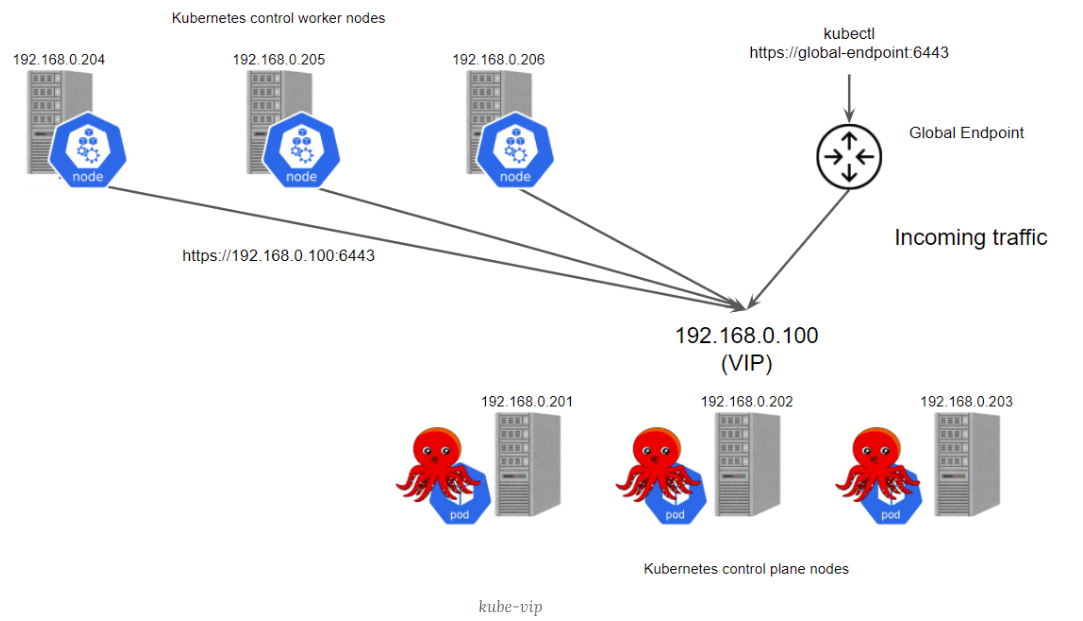 Kubernetes control worker nodes
192.168.0.204
192.168.0.205
192.168.0.206
kubectl
https://global-endpoint:6443
Global Endpoint
node
node
node
Incoming traffic
https://192.168.0.100:6443
192.168.0.100
(VIP)
192.168.0.201
192.168.0.202
192.168.0.203
pod
pod
pod
Kubernetes control plane nodes
kube-vip